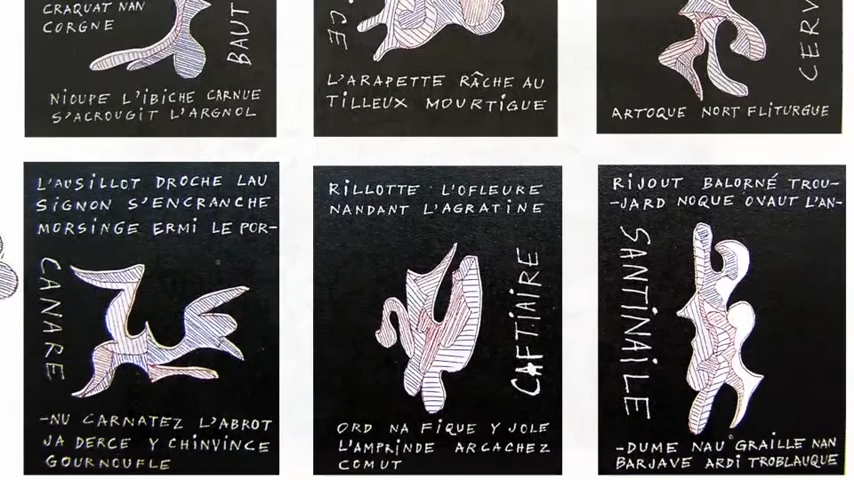 CRAQUAT NAN
CORGNE
BAUT
NIOUPE L'IBICHE CARNUE
S'ACROUGIT L'ARGNOL
CE
L'ARAPETTE RÂCHE AU
TILLEUX MOURTIGUE
CERV
ARTOQUE NORT FLITURGUE
L'AUSILLOT DROCHE LAU
SIGNON S'ENCRANCHE
MORSINGE ERMI LE POR-
CANARE
-NU CARNATEZ L'ABROT
JA DERCE Y CHINVINCE
GOURNOUFLE
RILLOTTE L'OFLEURE
NANDANT L'AGRATINE
CAFTIAIRE
ORD NA FIQUE Y JOLE
L'AMPRINDE ARCACHEZ
COMUT
RIJOUT BALORNÉ TROU-
-JARD NOQUE OVAUT L'AN-
SANTINAILE
-DUME NAU GRAILLE NAN
BARJAVE ARDI TROBLAUQUE